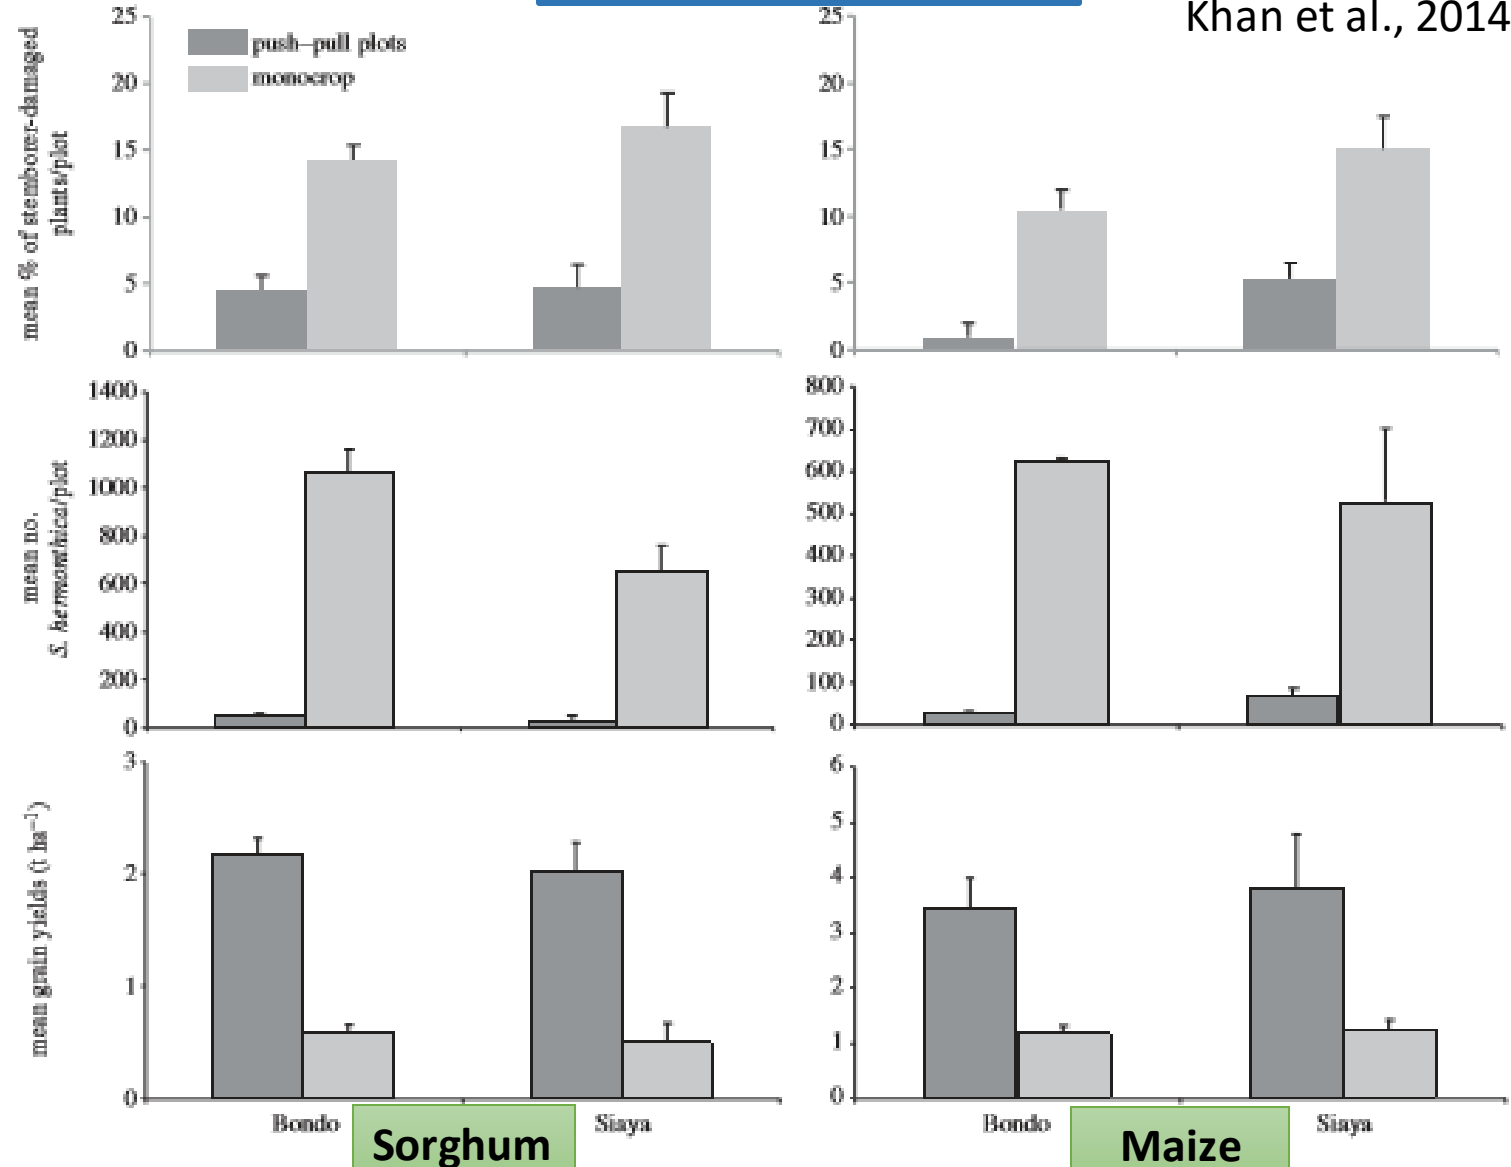 Khan et al., 2014
push–pull plots
monocrop
mean % of stemborer-damaged
plants/plot
25
20
15
10
5
0
25
20
15
10
5
0
mean no.
S. hermonthica/plot
1400
1200
1000
800
600
400
200
0
800
700
600
500
400
300
200
100
0
mean grain yields (t ha⁻¹)
3
2
1
0
6
5
4
3
2
1
0
Bondo
Siaya
Bondo
Siaya
Sorghum
Maize